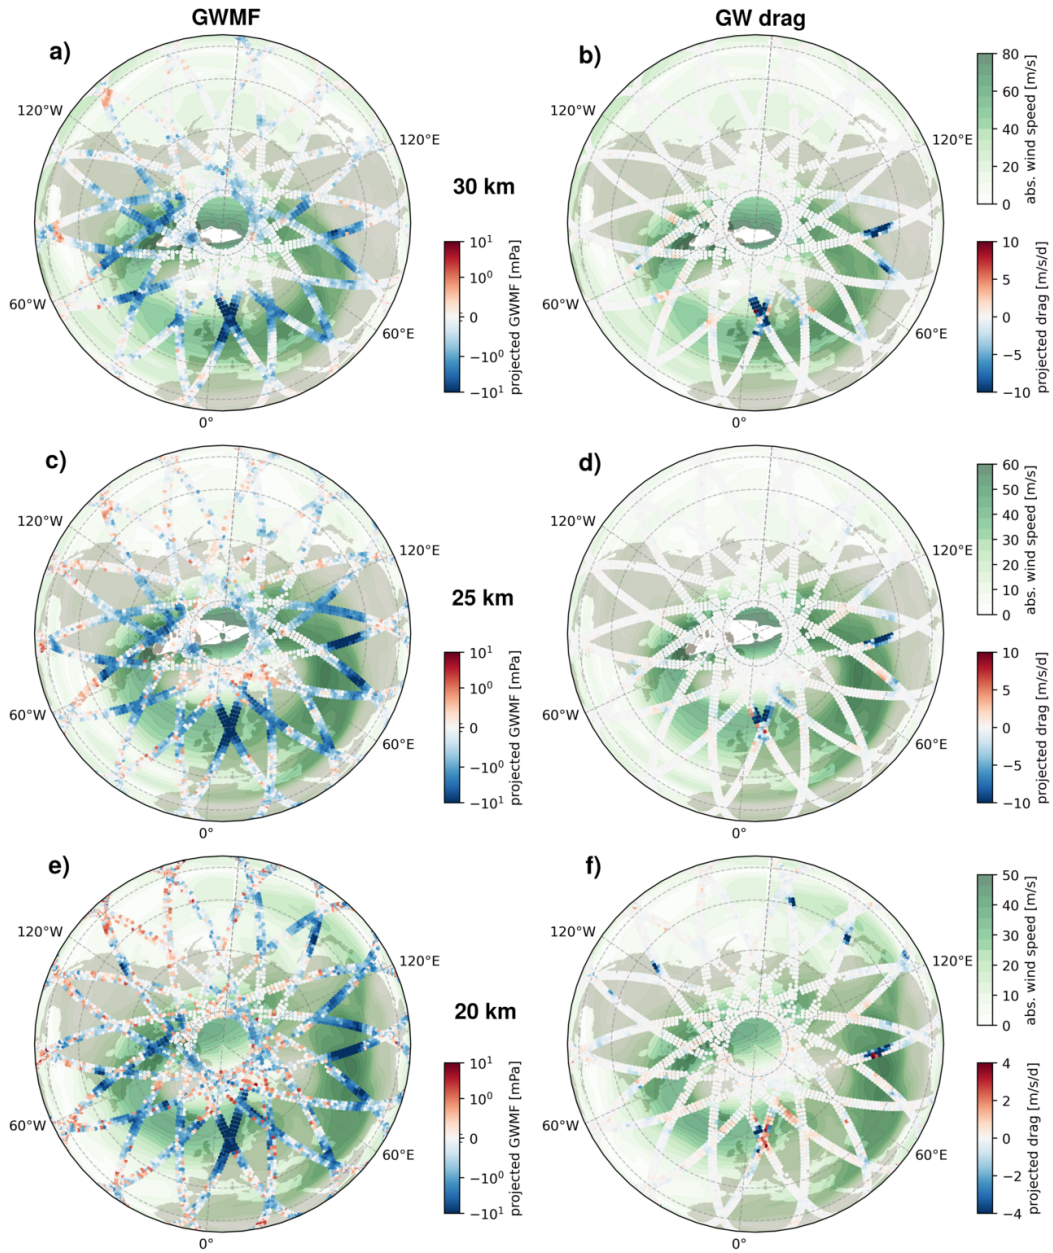 GWMF
GW drag
a)
b)
120°W
120°E
30 km
60°W
60°E
0°
10¹
10⁰
0
−10⁰
−10¹
projected GWMF [mPa]
120°E
0°
60°W
60°E
120°W
80
60
40
20
0
abs. wind speed [m/s]
10
5
0
−5
−10
projected drag [m/s/d]
c)
d)
120°W
120°E
25 km
60°W
60°E
0°
10¹
10⁰
0
−10⁰
−10¹
projected GWMF [mPa]
120°W
120°E
60°W
60°E
0°
60
50
40
30
20
10
0
abs. wind speed [m/s]
10
5
0
−5
−10
projected drag [m/s/d]
e)
f)
120°W
120°E
20 km
60°W
60°E
0°
10¹
10⁰
0
−10⁰
−10¹
projected GWMF [mPa]
120°W
120°E
60°W
60°E
0°
50
40
30
20
10
0
abs. wind speed [m/s]
4
2
0
−2
−4
projected drag [m/s/d]